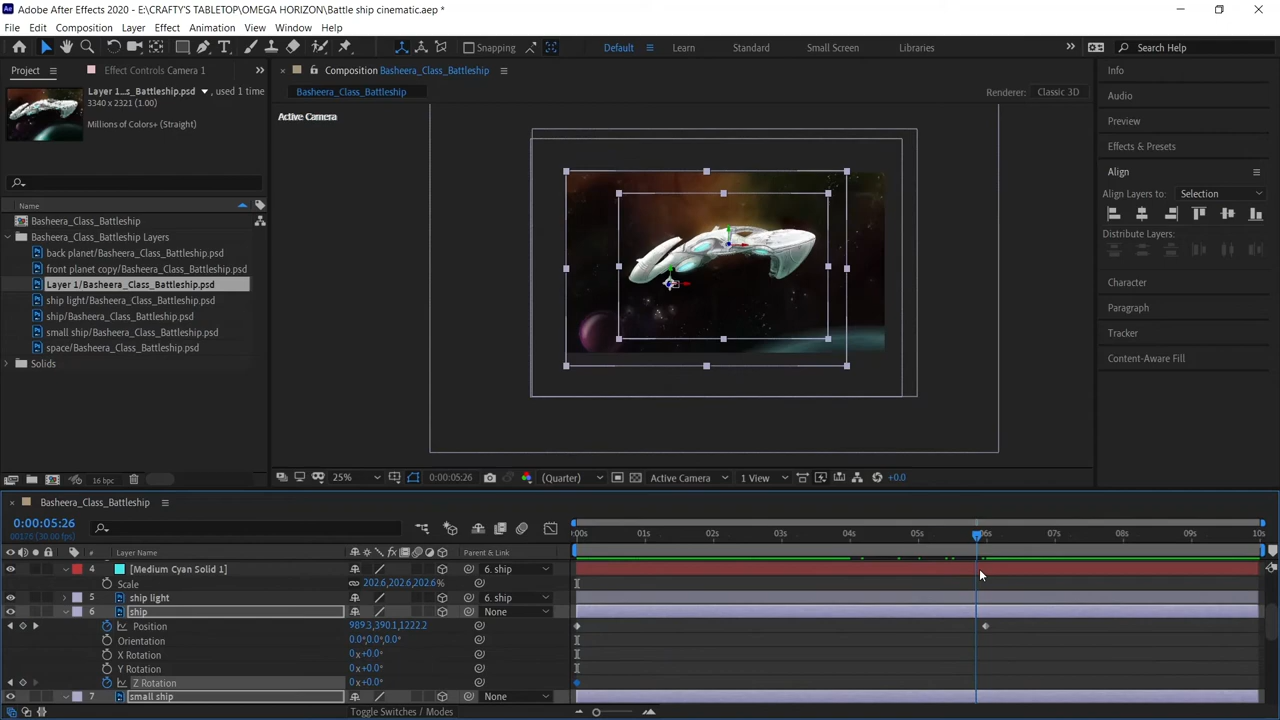 Adobe After Effects 2020 - E:\CRAFTY'S TABLETOP\OMEGA HORIZON\Battle ship cinematic.aep *
File Edit Composition Layer Effect Animation View Window Help
Snapping Default Learn Standard Small Screen Libraries Search Help
Project Effect Controls Camera 1 Composition Basheera_Class_Battleship Info
Layer 1...s_Battleship.psd , used 1 time Basheera_Class_Battleship Renderer: Classic 3D
3340 x 2321 (1.00)
Audio
Active Camera
Millions of Colors+ (Straight)
Preview
Effects & Presets
Align
Align Layers to: Selection
Name
Basheera_Class_Battleship
Basheera_Class_Battleship Layers
Distribute Layers:
back planet/Basheera_Class_Battleship.psd
front planet copy/Basheera_Class_Battleship.psd
Layer 1/Basheera_Class_Battleship.psd
Character
ship light/Basheera_Class_Battleship.psd
Paragraph
ship/Basheera_Class_Battleship.psd
small ship/Basheera_Class_Battleship.psd
Tracker
space/Basheera_Class_Battleship.psd
Content-Aware Fill
Solids
16 bpc 25% 0:00:05:26 (Quarter) Active Camera 1 View +0.0
Basheera_Class_Battleship
0:00:05:26
00176 (30.00 fps)
:00s 01s 02s 03s 04s 05s 06s 07s 08s 09s 10s
# Layer Name Parent & Link
4 [Medium Cyan Solid 1] 6. ship
Scale 202.6,202.6,202.6%
5 ship light 6. ship
6 ship None
Position 989.3,390.1,1222.2
Orientation 0.0°,0.0°,0.0°
X Rotation 0x+0.0°
Y Rotation 0x+0.0°
Z Rotation 0x+0.0°
7 small ship None
Toggle Switches / Modes